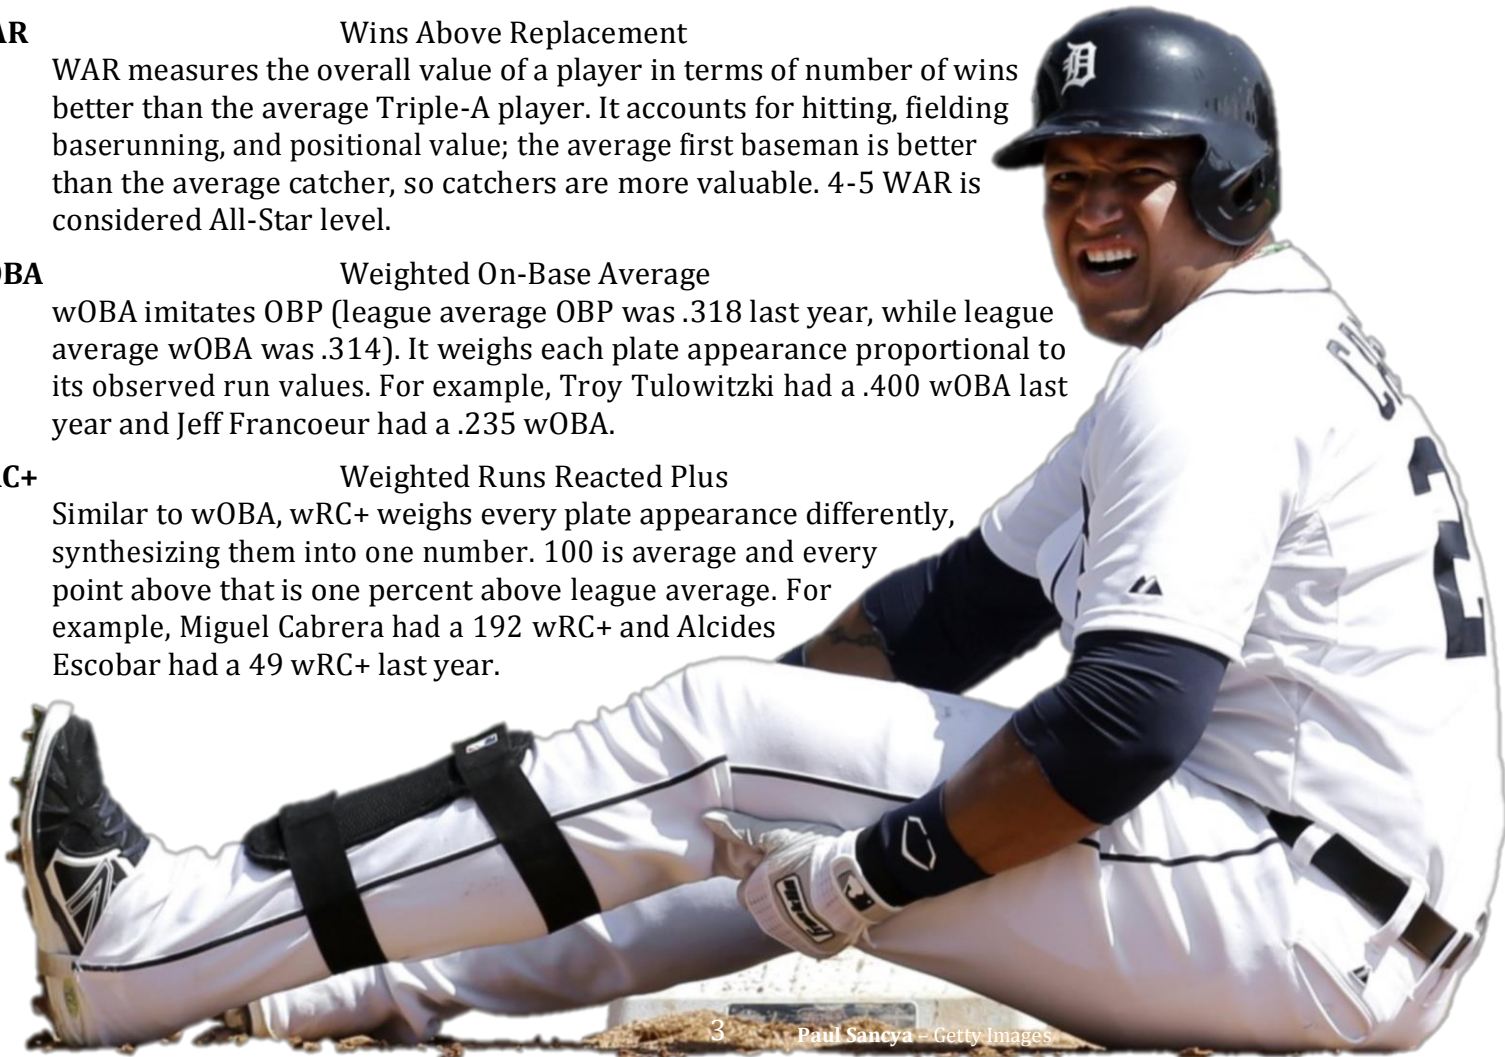 AR Wins Above Replacement
WAR measures the overall value of a player in terms of number of wins
better than the average Triple-A player. It accounts for hitting, fielding
baserunning, and positional value; the average first baseman is better
than the average catcher, so catchers are more valuable. 4-5 WAR is
considered All-Star level.
OBA Weighted On-Base Average
wOBA imitates OBP (league average OBP was .318 last year, while league
average wOBA was .314). It weighs each plate appearance proportional to
its observed run values. For example, Troy Tulowitzki had a .400 wOBA last
year and Jeff Francoeur had a .235 wOBA.
RC+ Weighted Runs Reacted Plus
Similar to wOBA, wRC+ weighs every plate appearance differently,
synthesizing them into one number. 100 is average and every
point above that is one percent above league average. For
example, Miguel Cabrera had a 192 wRC+ and Alcides
Escobar had a 49 wRC+ last year.
D
2
Franklin
3 Paul Sancya – Getty Images